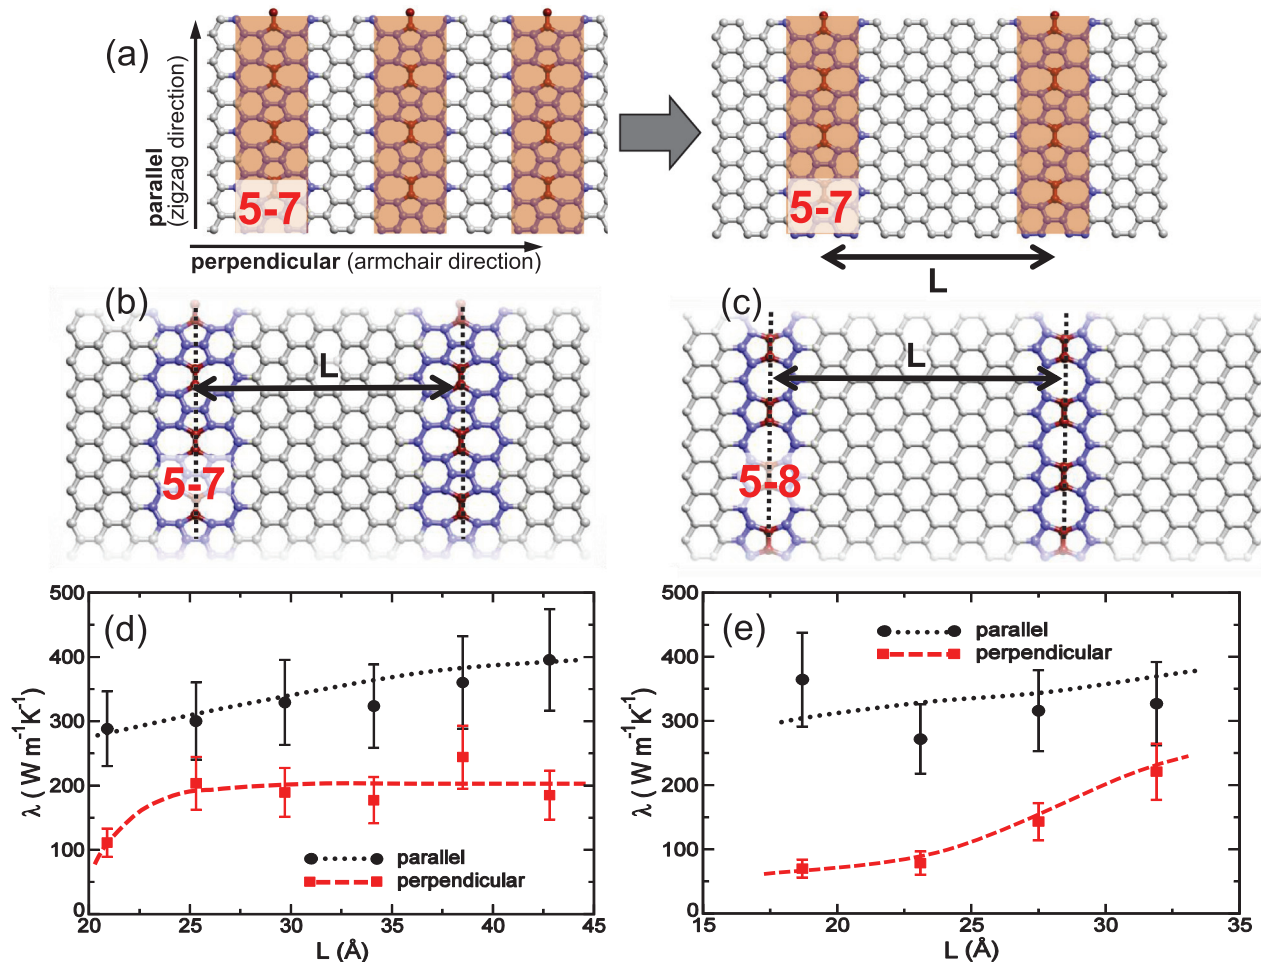 (a)
parallel
(zigzag direction)
5-7
perpendicular (armchair direction)
5-7
L
(b)
L
5-7
(c)
L
5-8
(d)
500
400
300
200
100
0
λ (W m⁻¹K⁻¹)
parallel
perpendicular
20 25 30 35 40 45
L (Å)
(e)
500
400
300
200
100
0
λ (W m⁻¹K⁻¹)
parallel
perpendicular
15 20 25 30 35
L (Å)